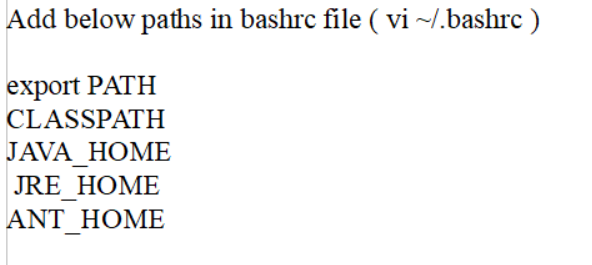 Add below paths in bashrc file ( vi ~/.bashrc )
export PATH
CLASSPATH
JAVA_HOME
JRE_HOME
ANT_HOME